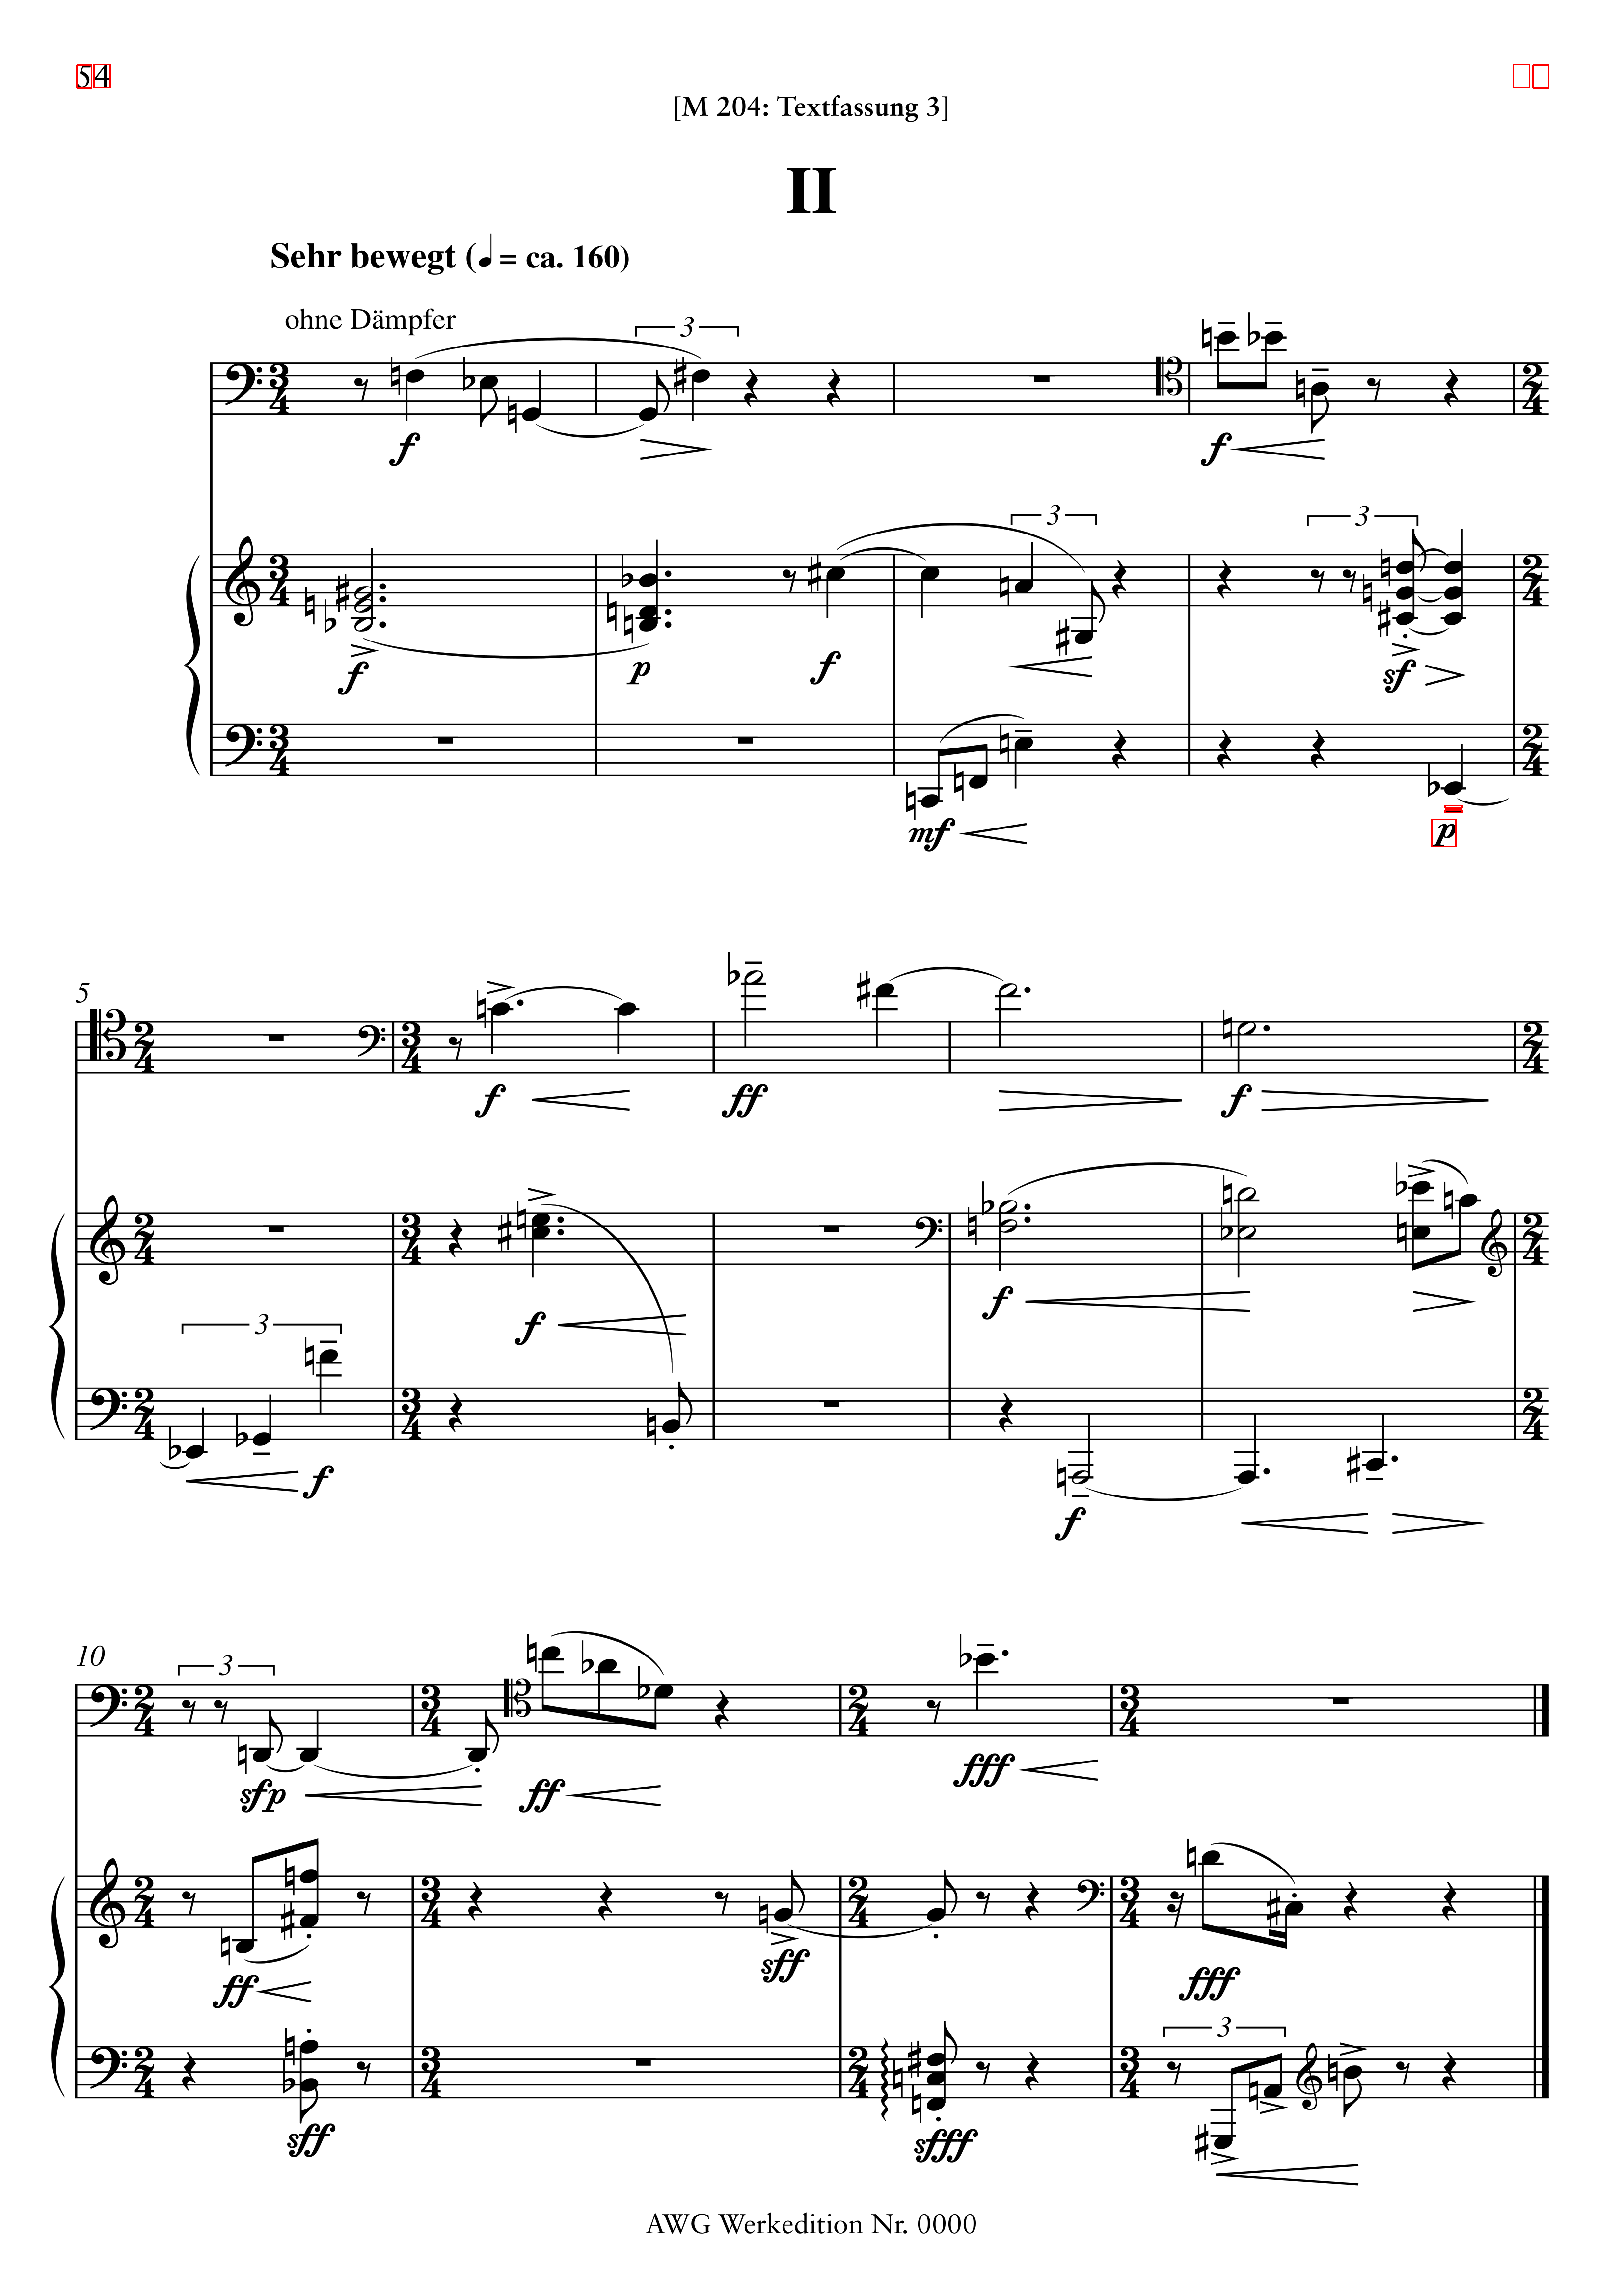 54
[M 204: Textfassung 3]
II
Sehr bewegt (♩ = ca. 160)
ohne Dämpfer
3
f
f
3
f
p
f
3
3
sf
mf
p
5
f
ff
f
f
f
3
f
f
10
3
sfp
ff
fff
ff
sff
fff
sff
sfff
3
AWG Werkedition Nr. 0000